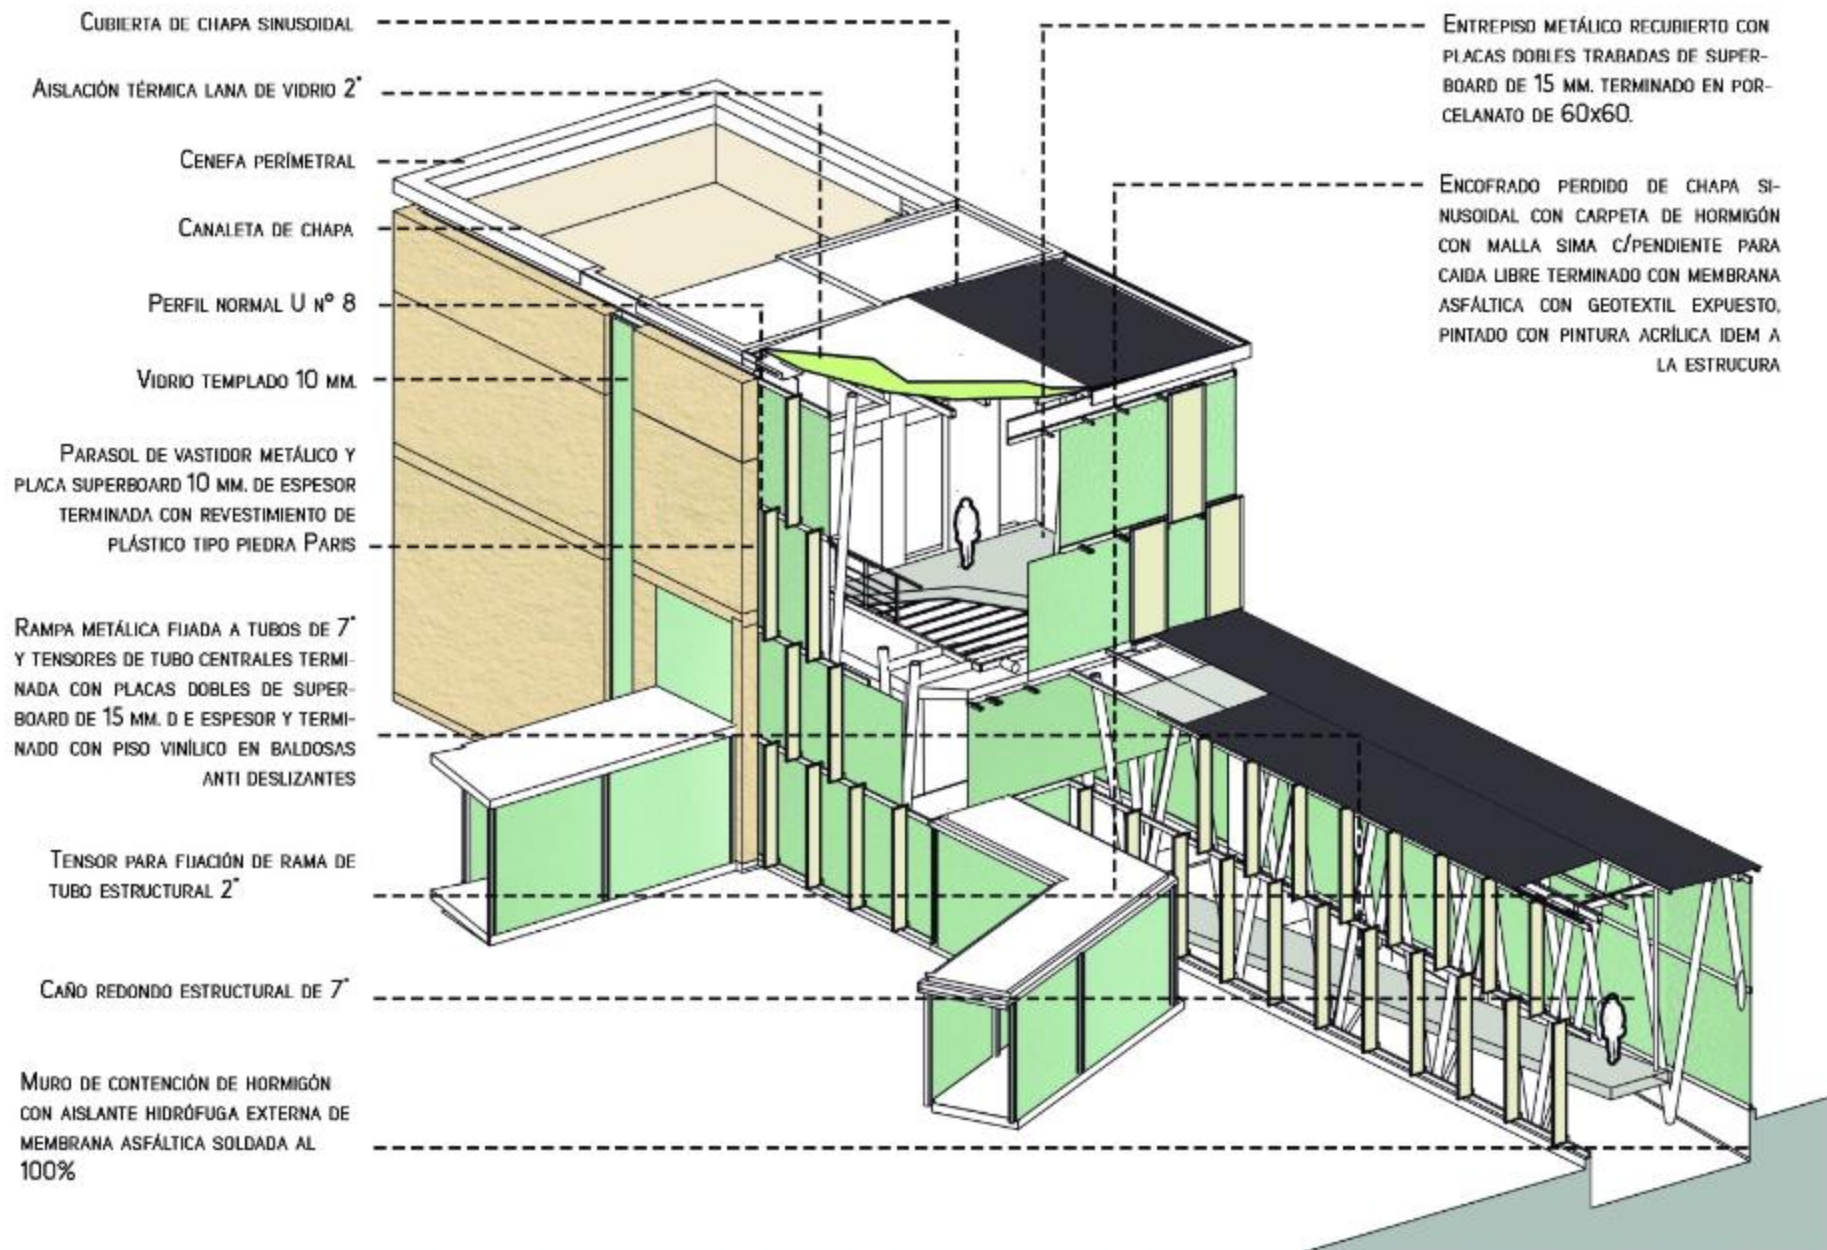 CUBIERTA DE CHAPA SINUSOIDAL
AISLACIÓN TÉRMICA LANA DE VIDRIO 2"
CENEFA PERÍMETRAL
CANALETA DE CHAPA
PERFIL NORMAL U Nº 8
VIDRIO TEMPLADO 10 MM.
PARASOL DE VASTIDOR METÁLICO Y
PLACA SUPERBOARD 10 MM. DE ESPESOR
TERMINADA CON REVESTIMIENTO DE
PLÁSTICO TIPO PIEDRA PARIS
RAMPA METÁLICA FIJADA A TUBOS DE 7"
Y TENSORES DE TUBO CENTRALES TERMI-
NADA CON PLACAS DOBLES DE SUPER-
BOARD DE 15 MM. D E ESPESOR Y TERMI-
NADO CON PISO VINÍLICO EN BALDOSAS
ANTI DESLIZANTES
TENSOR PARA FIJACIÓN DE RAMA DE
TUBO ESTRUCTURAL 2"
CAÑO REDONDO ESTRUCTURAL DE 7"
MURO DE CONTENCIÓN DE HORMIGÓN
CON AISLANTE HIDRÓFUGA EXTERNA DE
MEMBRANA ASFÁLTICA SOLDADA AL
100%
ENTREPISO METÁLICO RECUBIERTO CON
PLACAS DOBLES TRABADAS DE SUPER-
BOARD DE 15 MM. TERMINADO EN POR-
CELANATO DE 60x60.
ENCOFRADO PERDIDO DE CHAPA SI-
NUSOIDAL CON CARPETA DE HORMIGÓN
CON MALLA SIMA C/PENDIENTE PARA
CAIDA LIBRE TERMINADO CON MEMBRANA
ASFÁLTICA CON GEOTEXTIL EXPUESTO,
PINTADO CON PINTURA ACRÍLICA IDEM A
LA ESTRUCURA